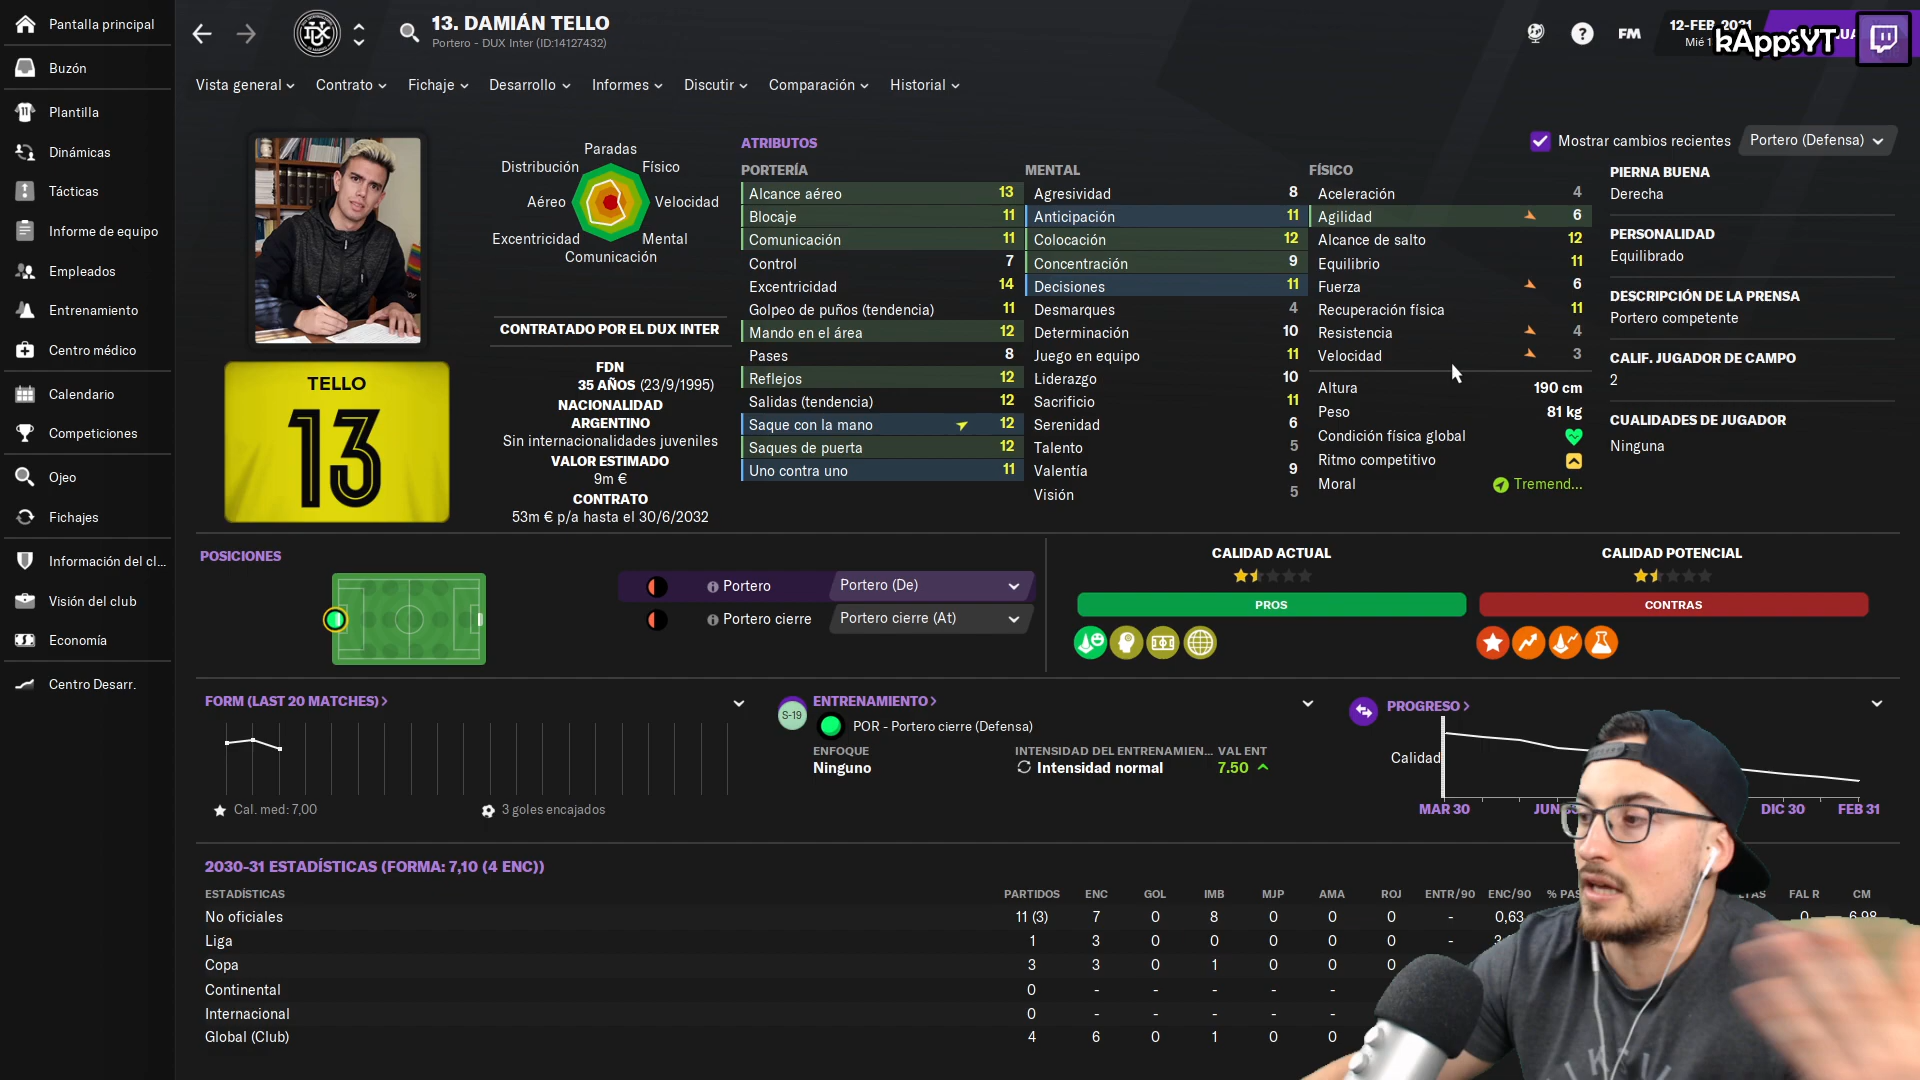 Pantalla principal
Buzón
Plantilla
Dinámicas
Tácticas
Informe de equipo
Empleados
Entrenamiento
Centro médico
Calendario
Competiciones
Ojeo
Fichajes
Información del cl...
Visión del club
Economía
Centro Desarr.
13. DAMIÁN TELLO
Portero - DUX Inter (ID:14127432)
FM
12-FEB 2031
Mié
kAppsYT
Vista general
Contrato
Fichaje
Desarrollo
Informes
Discutir
Comparación
Historial
Paradas
Distribución
Físico
Aéreo
Velocidad
Excentricidad
Mental
Comunicación
TELLO
13
CONTRATADO POR EL DUX INTER
FDN
35 AÑOS (23/9/1995)
NACIONALIDAD
ARGENTINO
Sin internacionalidades juveniles
VALOR ESTIMADO
9m €
CONTRATO
53m € p/a hasta el 30/6/2032
ATRIBUTOS
Mostrar cambios recientes
Portero (Defensa)
PORTERÍA
Alcance aéreo 13
Blocaje 11
Comunicación 11
Control 7
Excentricidad 14
Golpeo de puños (tendencia) 11
Mando en el área 12
Pases 8
Reflejos 12
Salidas (tendencia) 12
Saque con la mano 12
Saques de puerta 12
Uno contra uno 11
MENTAL
Agresividad 8
Anticipación 11
Colocación 12
Concentración 9
Decisiones 11
Desmarques 4
Determinación 10
Juego en equipo 11
Liderazgo 10
Sacrificio 11
Serenidad 6
Talento 5
Valentía 9
Visión 5
FÍSICO
Aceleración 4
Agilidad 6
Alcance de salto 12
Equilibrio 11
Fuerza 6
Recuperación física 11
Resistencia 4
Velocidad 3
Altura 190 cm
Peso 81 kg
Condición física global
Ritmo competitivo
Moral Tremend...
PIERNA BUENA
Derecha
PERSONALIDAD
Equilibrado
DESCRIPCIÓN DE LA PRENSA
Portero competente
CALIF. JUGADOR DE CAMPO
2
CUALIDADES DE JUGADOR
Ninguna
POSICIONES
Portero Portero (De)
Portero cierre Portero cierre (At)
CALIDAD ACTUAL
CALIDAD POTENCIAL
PROS
CONTRAS
FORM (LAST 20 MATCHES)
Cal. med: 7,00
3 goles encajados
S-19
ENTRENAMIENTO
POR - Portero cierre (Defensa)
ENFOQUE
Ninguno
INTENSIDAD DEL ENTRENAMIEN...
Intensidad normal
VAL ENT
7.50
PROGRESO
Calidad
MAR 30
DIC 30
FEB 31
2030-31 ESTADÍSTICAS (FORMA: 7,10 (4 ENC))
ESTADÍSTICAS PARTIDOS ENC GOL IMB MJP AMA ROJ ENTR/90 ENC/90 % PAS FAL R CM
No oficiales 11 (3) 7 0 8 0 0 0 - 0,63 0 6,98
Liga 1 3 0 0 0 0 0 -
Copa 3 3 0 1 0 0 0
Continental 0 - - - - -
Internacional 0 - - - - -
Global (Club) 4 6 0 1 0 0